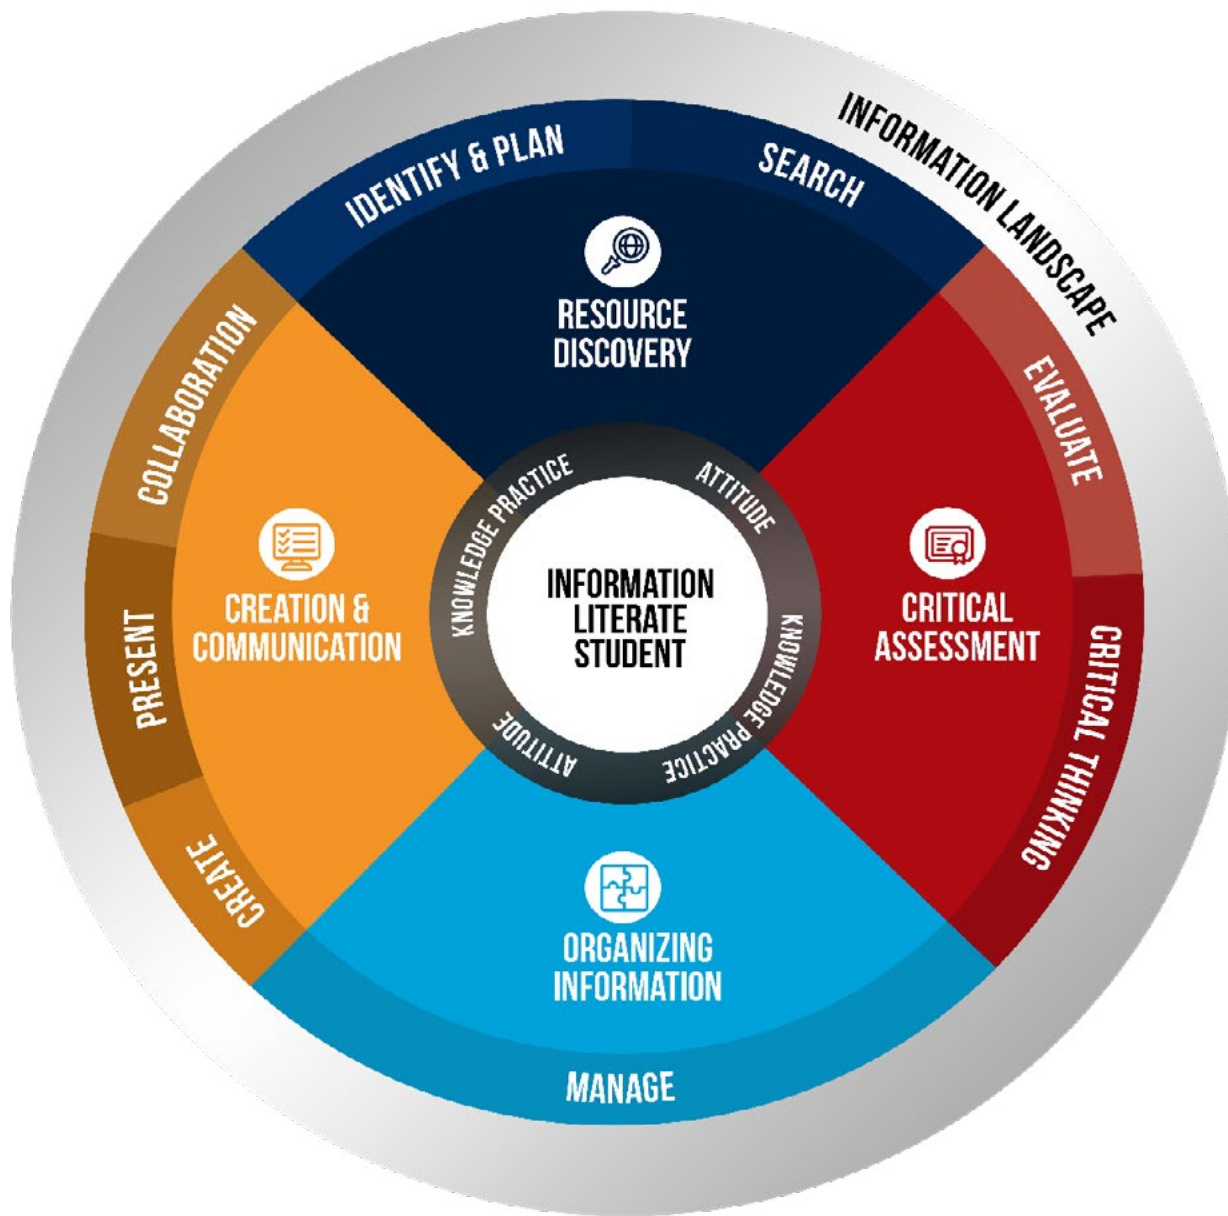 INFORMATION LANDSCAPE
IDENTIFY & PLAN
SEARCH
RESOURCE
DISCOVERY
EVALUATE
CRITICAL THINKING
CRITICAL
ASSESSMENT
MANAGE
ORGANIZING
INFORMATION
COLLABORATION
PRESENT
CREATE
CREATION &
COMMUNICATION
KNOWLEDGE PRACTICE
ATTITUDE
KNOWLEDGE PRACTICE
ATTITUDE
INFORMATION
LITERATE
STUDENT